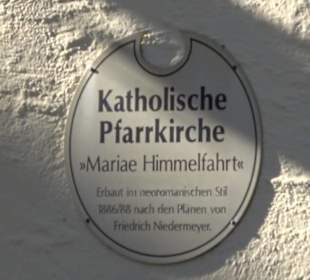 Katholische
Pfarrkirche
»Mariae Himmelfahrt«
Erbaut im neoromanischen Stil
1886/88 nach den Plänen von
Friedrich Niedermeyer.